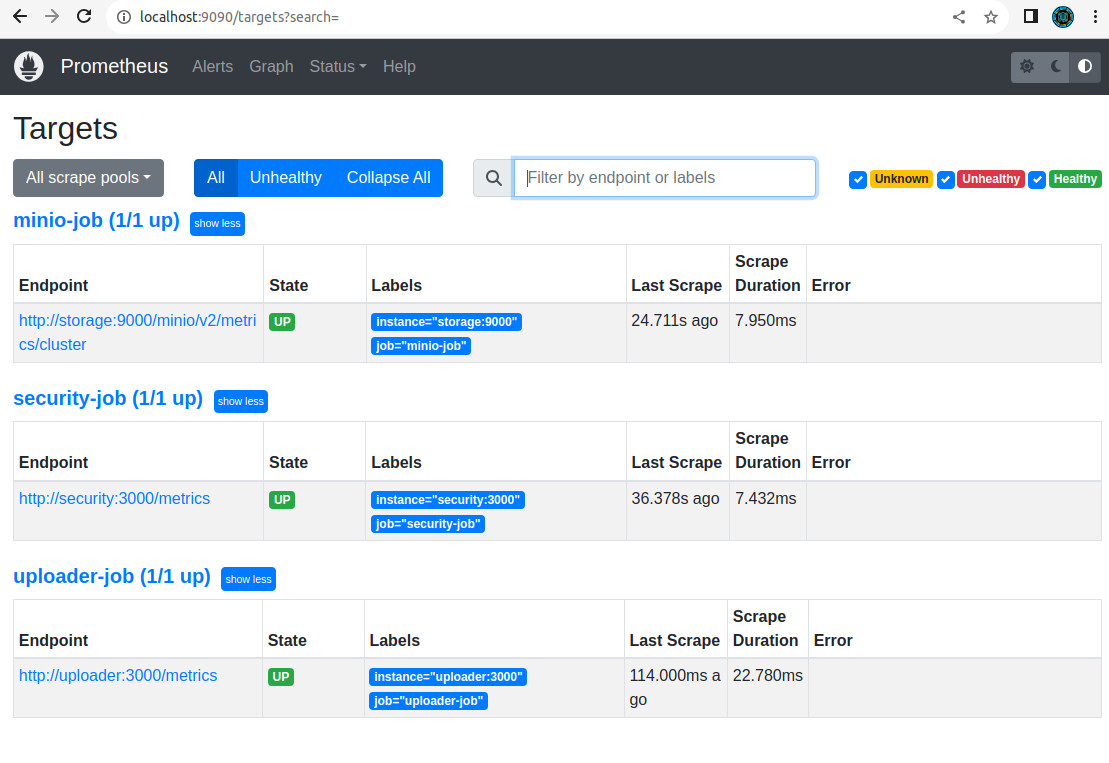 localhost:9090/targets?search=
Prometheus Alerts Graph Status Help
Targets
All scrape pools All Unhealthy Collapse All Filter by endpoint or labels Unknown Unhealthy Healthy
minio-job (1/1 up) show less
Endpoint State Labels Last Scrape Scrape Duration Error
http://storage:9000/minio/v2/metri
cs/cluster
UP
instance="storage:9000"
job="minio-job"
24.711s ago 7.950ms
security-job (1/1 up) show less
Endpoint State Labels Last Scrape Scrape Duration Error
http://security:3000/metrics
UP
instance="security:3000"
job="security-job"
36.378s ago 7.432ms
uploader-job (1/1 up) show less
Endpoint State Labels Last Scrape Scrape Duration Error
http://uploader:3000/metrics
UP
instance="uploader:3000"
job="uploader-job"
114.000ms a
go
22.780ms